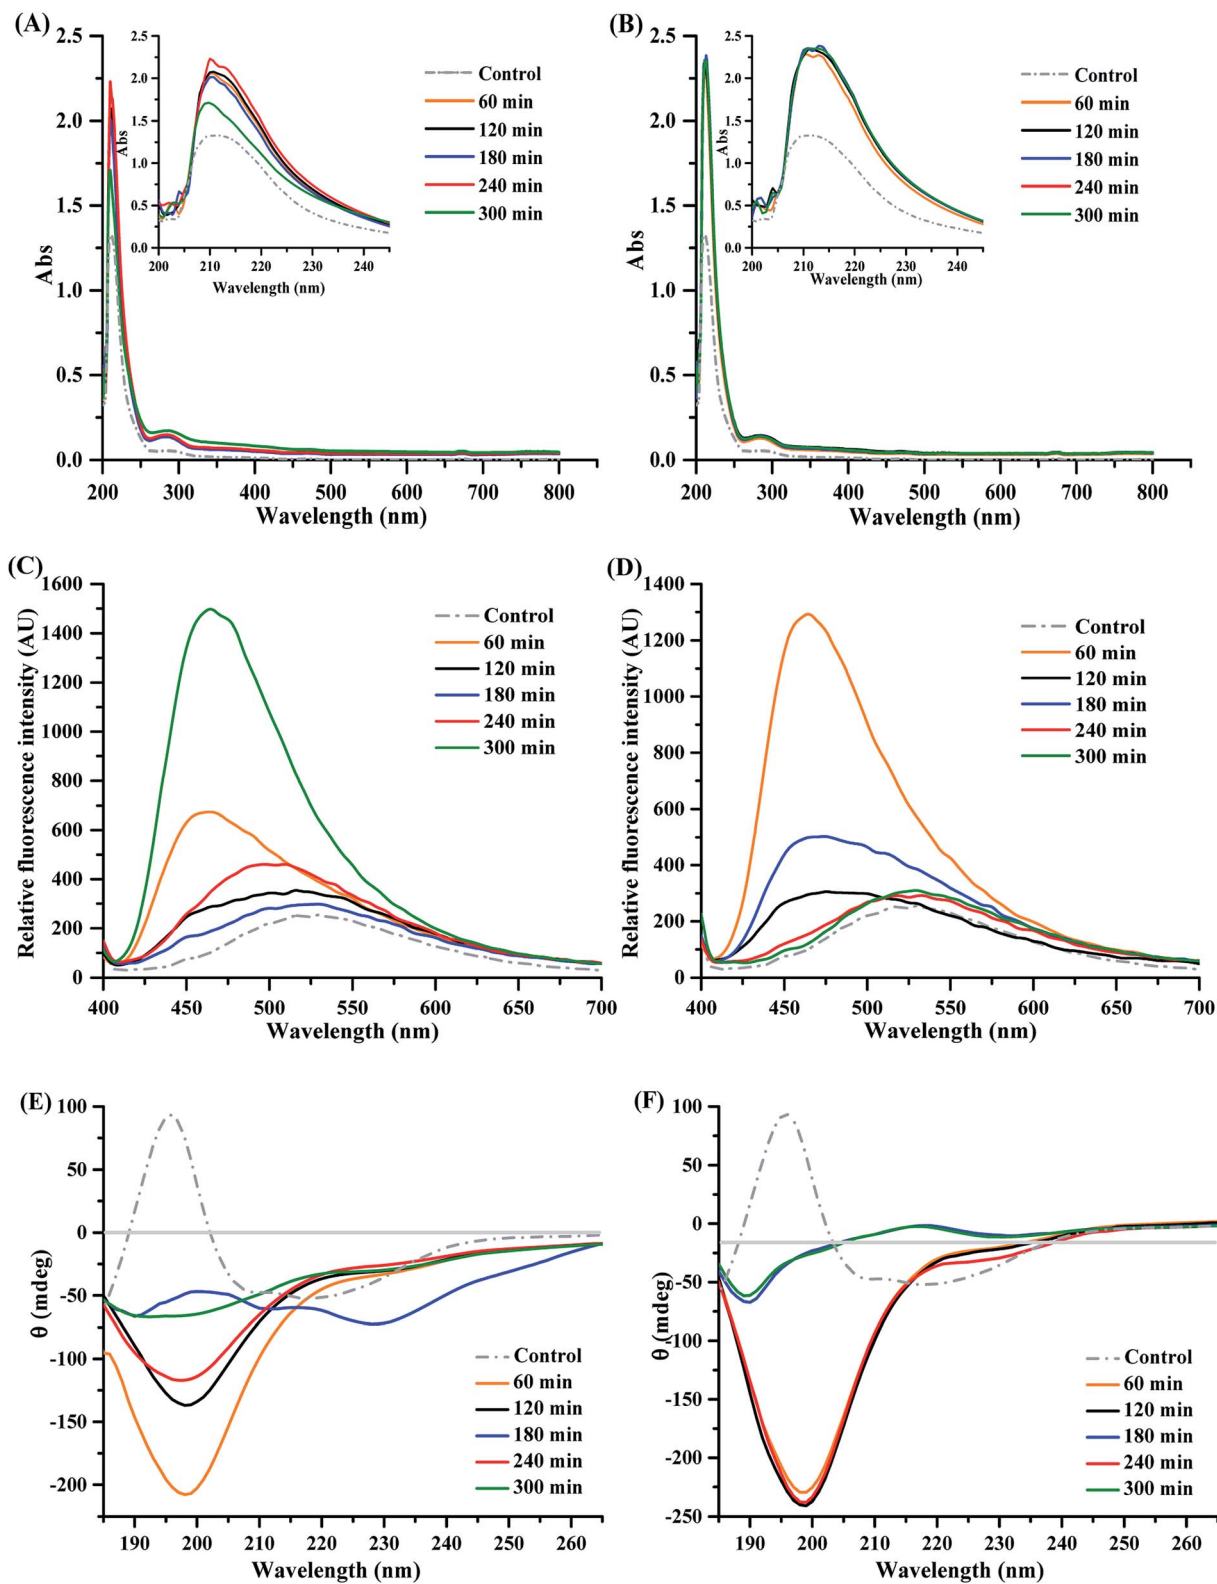 (A)
2.5
2.0
1.5
1.0
0.5
0.0
Abs
200 300 400 500 600 700 800
Wavelength (nm)
2.5
2.0
1.5
1.0
0.5
0.0
Abs
200 210 220 230 240
Wavelength (nm)
Control
60 min
120 min
180 min
240 min
300 min
(B)
2.5
2.0
1.5
1.0
0.5
0.0
Abs
200 300 400 500 600 700 800
Wavelength (nm)
2.5
2.0
1.5
1.0
0.5
0.0
Abs
200 210 220 230 240
Wavelength (nm)
Control
60 min
120 min
180 min
240 min
300 min
(C)
1600
1400
1200
1000
800
600
400
200
0
Relative fluorescence intensity (AU)
400 450 500 550 600 650 700
Wavelength (nm)
Control
60 min
120 min
180 min
240 min
300 min
(D)
1400
1200
1000
800
600
400
200
0
Relative fluorescence intensity (AU)
400 450 500 550 600 650 700
Wavelength (nm)
Control
60 min
120 min
180 min
240 min
300 min
(E)
100
50
0
-50
-100
-150
-200
θ (mdeg)
190 200 210 220 230 240 250 260
Wavelength (nm)
Control
60 min
120 min
180 min
240 min
300 min
(F)
100
50
0
-50
-100
-150
-200
-250
θ (mdeg)
190 200 210 220 230 240 250 260
Wavelength (nm)
Control
60 min
120 min
180 min
240 min
300 min